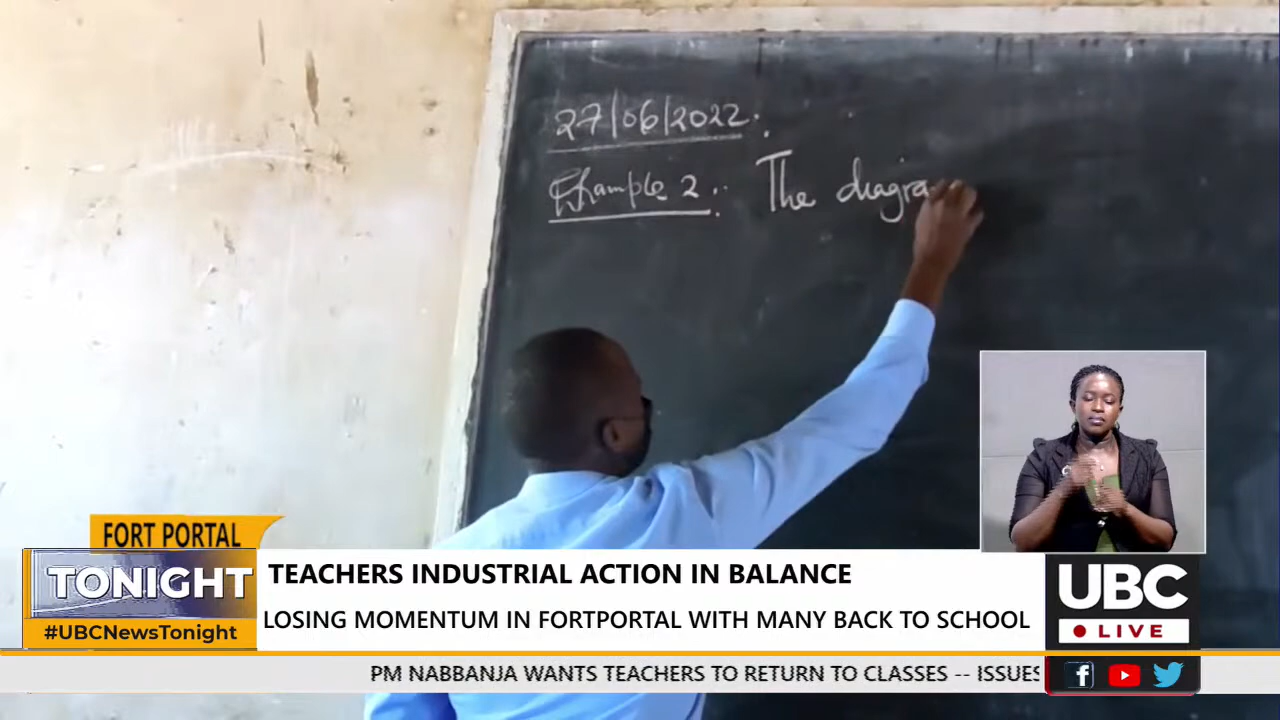 27/06/2022.
Example 2:. The diagra
FORT PORTAL
TONIGHT
#UBCNewsTonight
TEACHERS INDUSTRIAL ACTION IN BALANCE
LOSING MOMENTUM IN FORTPORTAL WITH MANY BACK TO SCHOOL
UBC
LIVE
PM NABBANJA WANTS TEACHERS TO RETURN TO CLASSES -- ISSUES